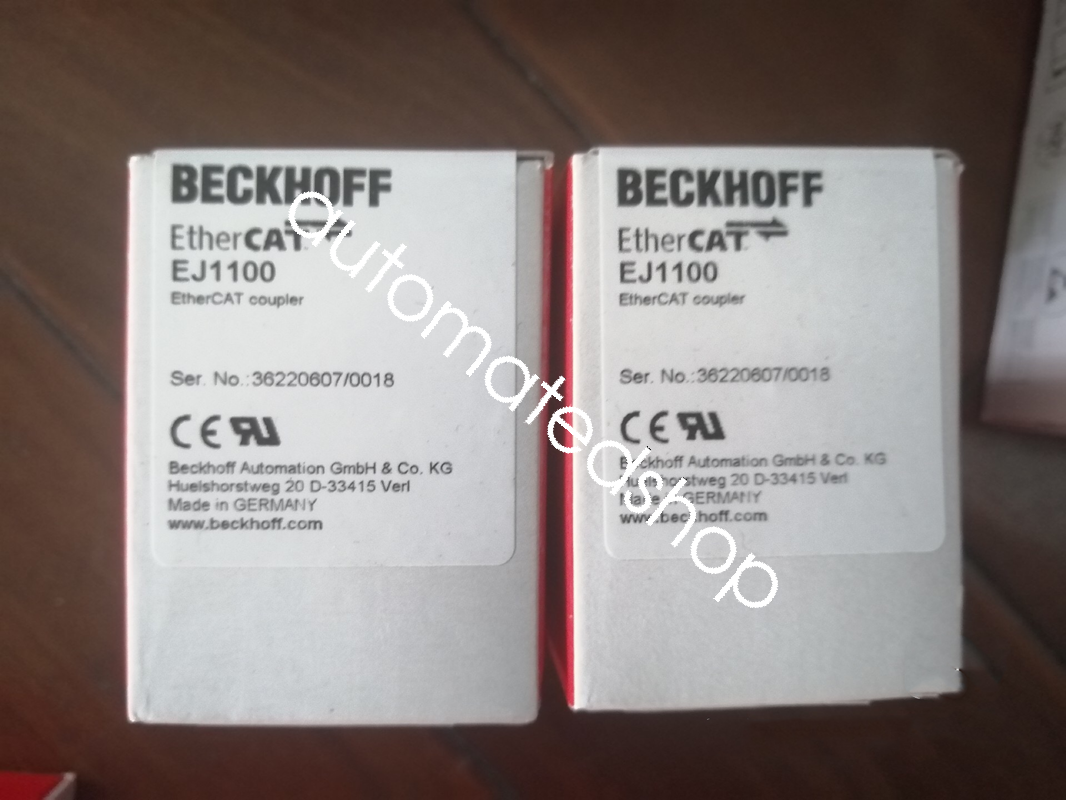 BECKHOFF
EtherCAT
EJ1100
EtherCAT coupler
Ser. No.:36220607/0018
CE
Beckhoff Automation GmbH & Co. KG
Huelshorstweg 20 D-33415 Verl
Made in GERMANY
www.beckhoff.com
BECKHOFF
EtherCAT
EJ1100
EtherCAT coupler
Ser. No.:36220607/0018
CE
Beckhoff Automation GmbH & Co. KG
Huelshorstweg 20 D-33415 Verl
Made in GERMANY
www.beckhoff.com
automatedshop